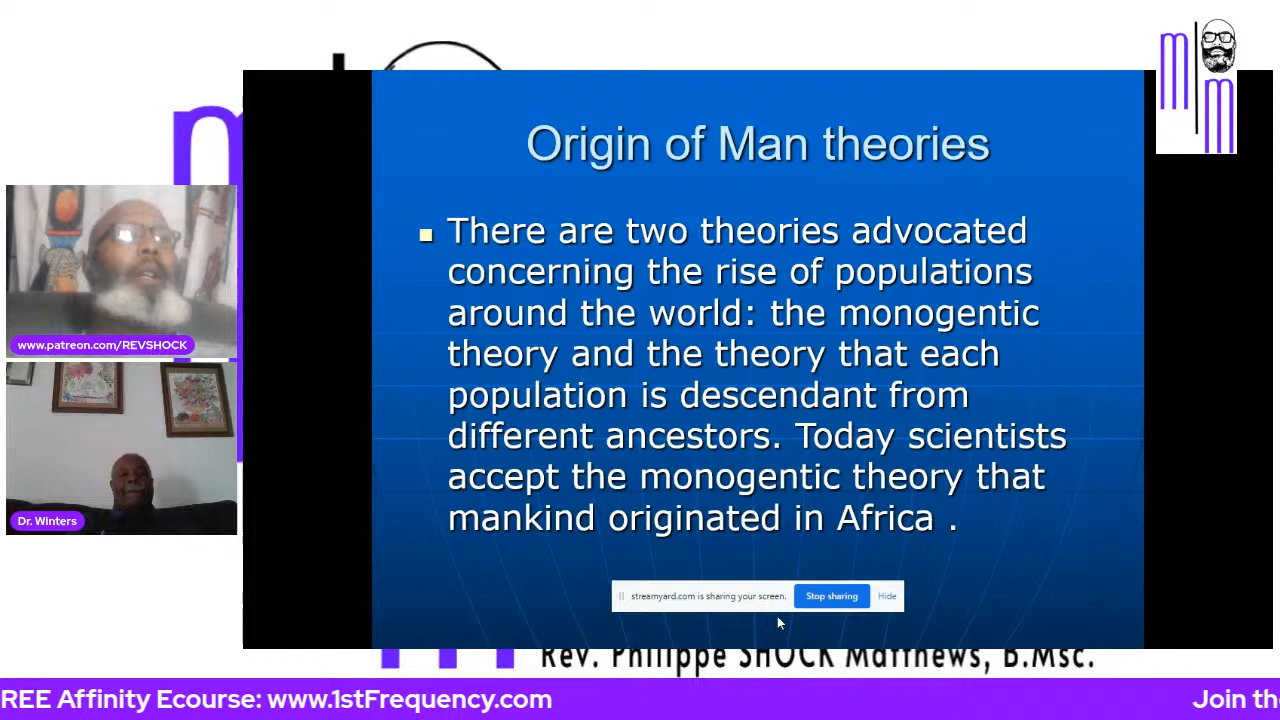 Origin of Man theories
There are two theories advocated
concerning the rise of populations
around the world: the monogentic
theory and the theory that each
population is descendant from
different ancestors. Today scientists
accept the monogentic theory that
mankind originated in Africa .
www.patreon.com/REVSHOCK
Dr. Winters
streamyard.com is sharing your screen.
Stop sharing
Hide
Rev. Philippe SHOCK Matthews, B.Msc.
REE Affinity Ecourse: www.1stFrequency.com
Join th